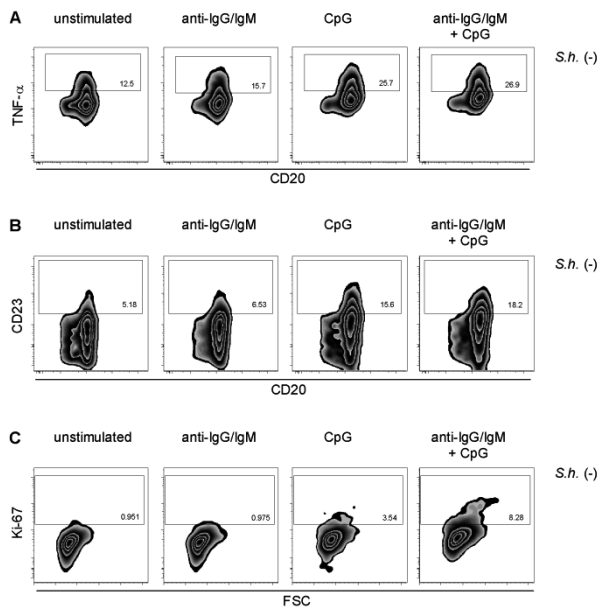 A unstimulated anti-IgG/IgM CpG anti-IgG/IgM
+ CpG
S.h. (-)
TNF-α
12.5 15.7 25.7 26.9
CD20
B unstimulated anti-IgG/IgM CpG anti-IgG/IgM
+ CpG
S.h. (-)
CD23
5.18 6.53 15.6 18.2
CD20
C unstimulated anti-IgG/IgM CpG anti-IgG/IgM
+ CpG
S.h. (-)
Ki-67
0.951 0.975 3.54 8.28
FSC